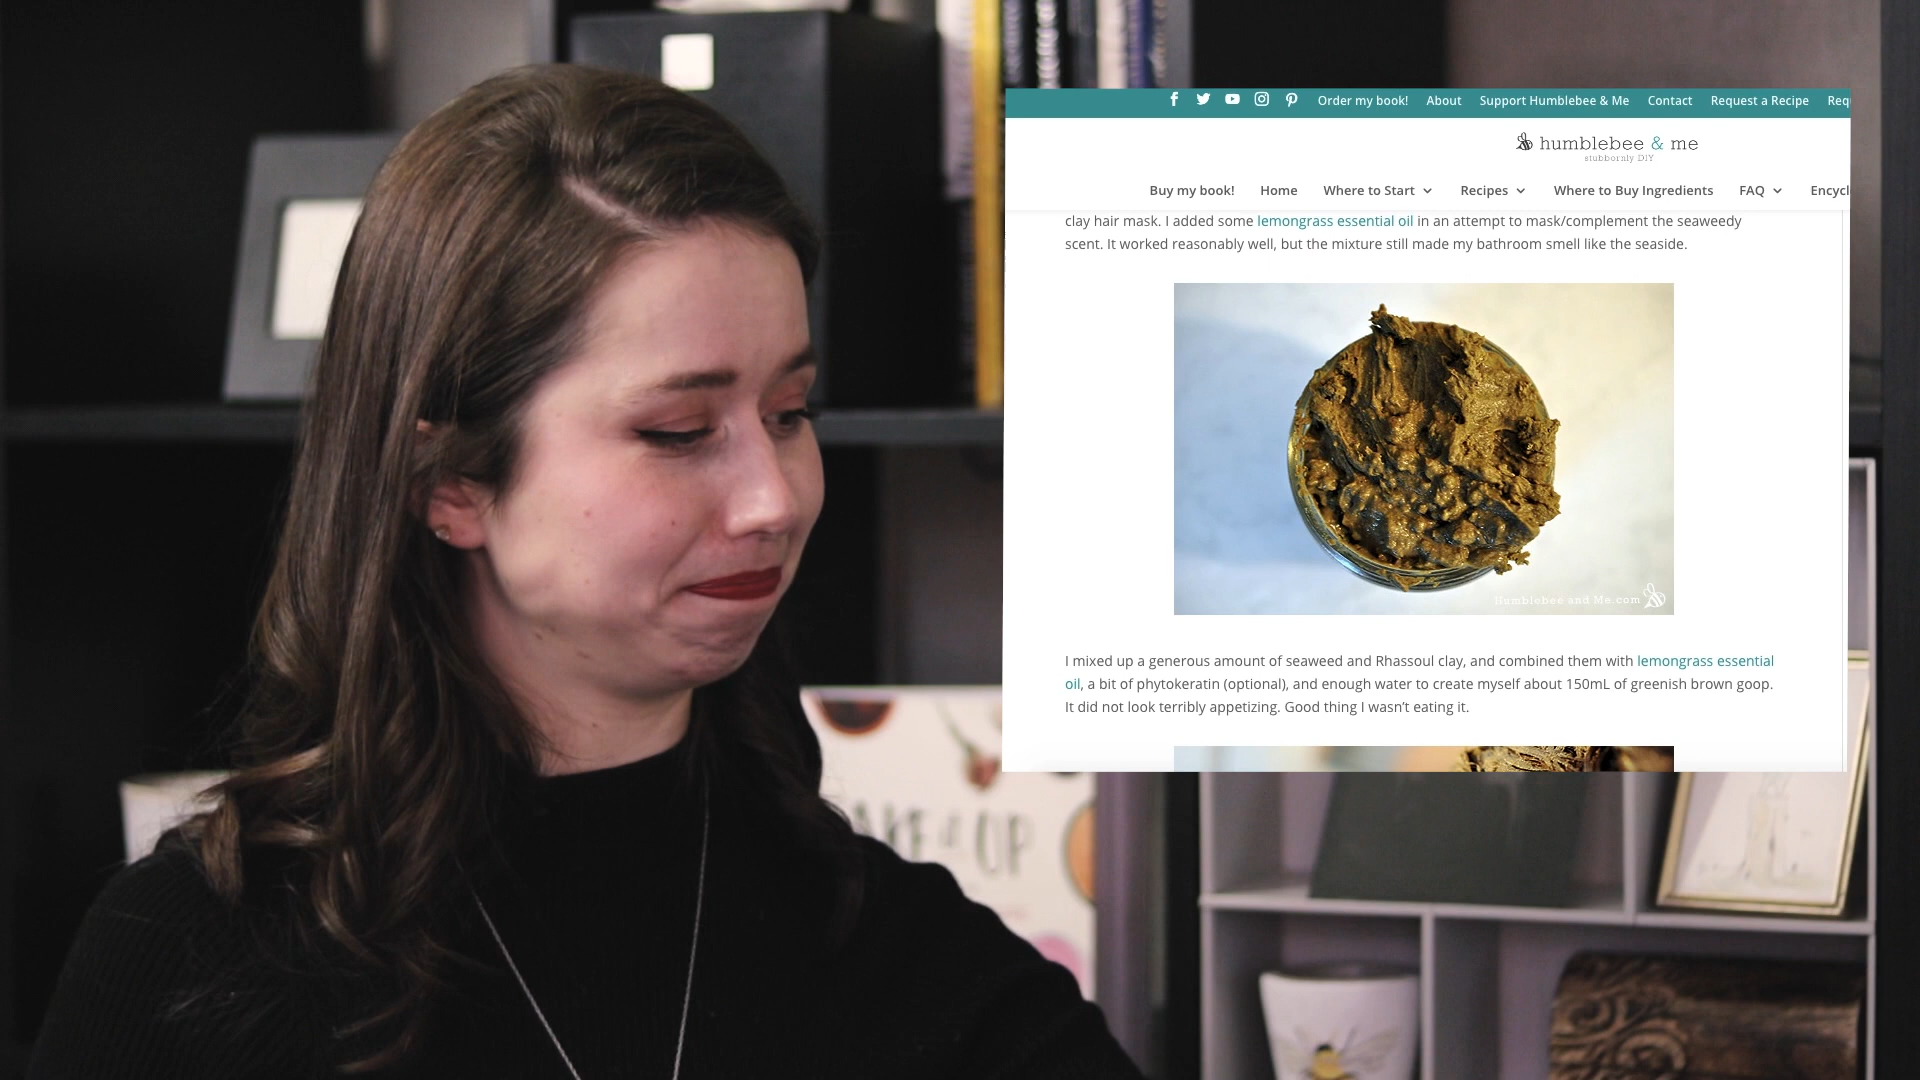 Order my book! About Support Humblebee & Me Contact Request a Recipe
humblebee & me
stubbornly DIY
Buy my book! Home Where to Start Recipes Where to Buy Ingredients FAQ
clay hair mask. I added some lemongrass essential oil in an attempt to mask/complement the seaweedy
scent. It worked reasonably well, but the mixture still made my bathroom smell like the seaside.
Humblebee and Me.com
I mixed up a generous amount of seaweed and Rhassoul clay, and combined them with lemongrass essential
oil, a bit of phytokeratin (optional), and enough water to create myself about 150mL of greenish brown goop.
It did not look terribly appetizing. Good thing I wasn't eating it.
UP